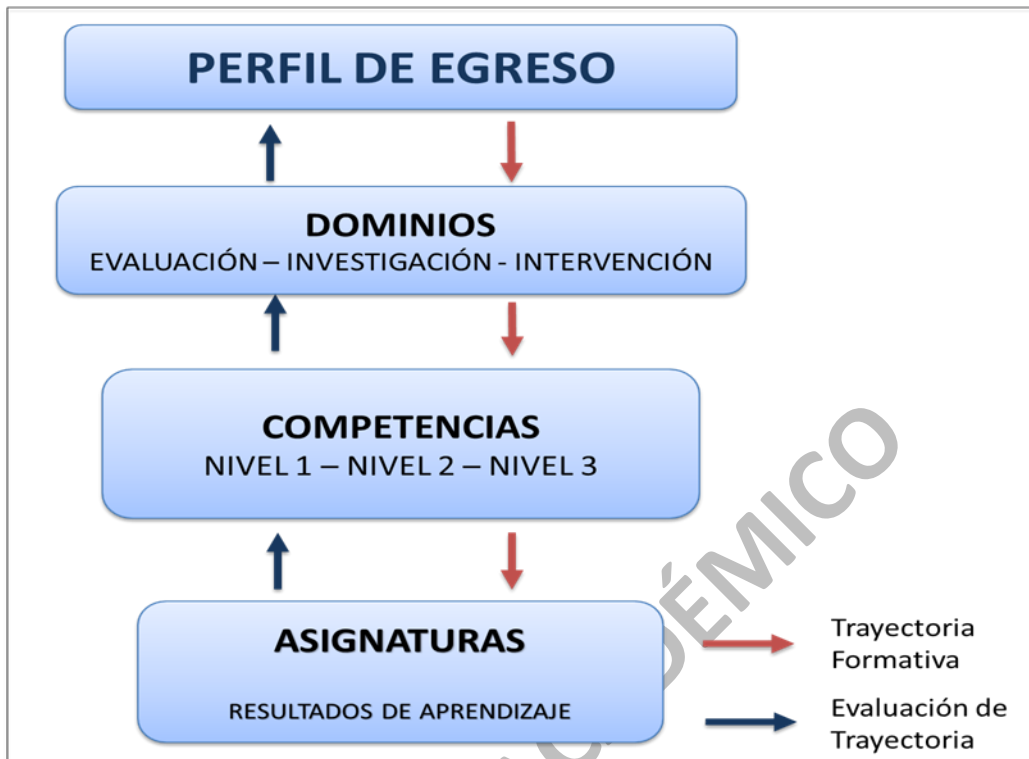 PERFIL DE EGRESO
DOMINIOS
EVALUACIÓN – INVESTIGACIÓN - INTERVENCIÓN
COMPETENCIAS
NIVEL 1 – NIVEL 2 – NIVEL 3
ASIGNATURAS
RESULTADOS DE APRENDIZAJE
Trayectoria
Formativa
Evaluación de
Trayectoria